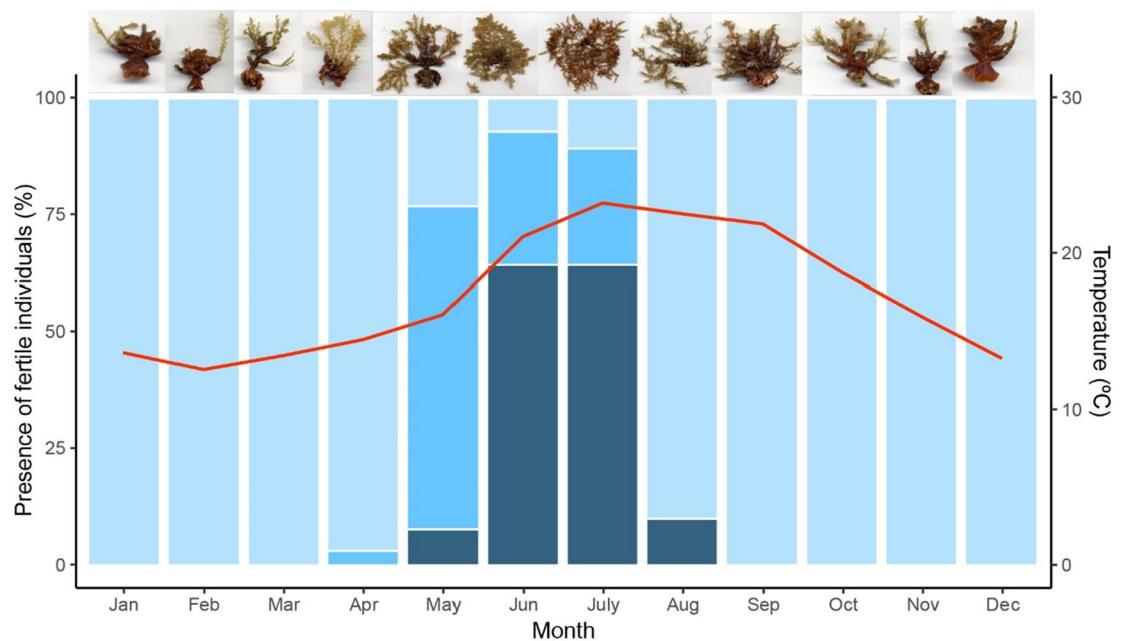 100
75
50
25
0
Presence of fertile individuals (%)
30
20
10
0
Temperature (ºC)
Jan Feb Mar Apr May Jun July Aug Sep Oct Nov Dec
Month